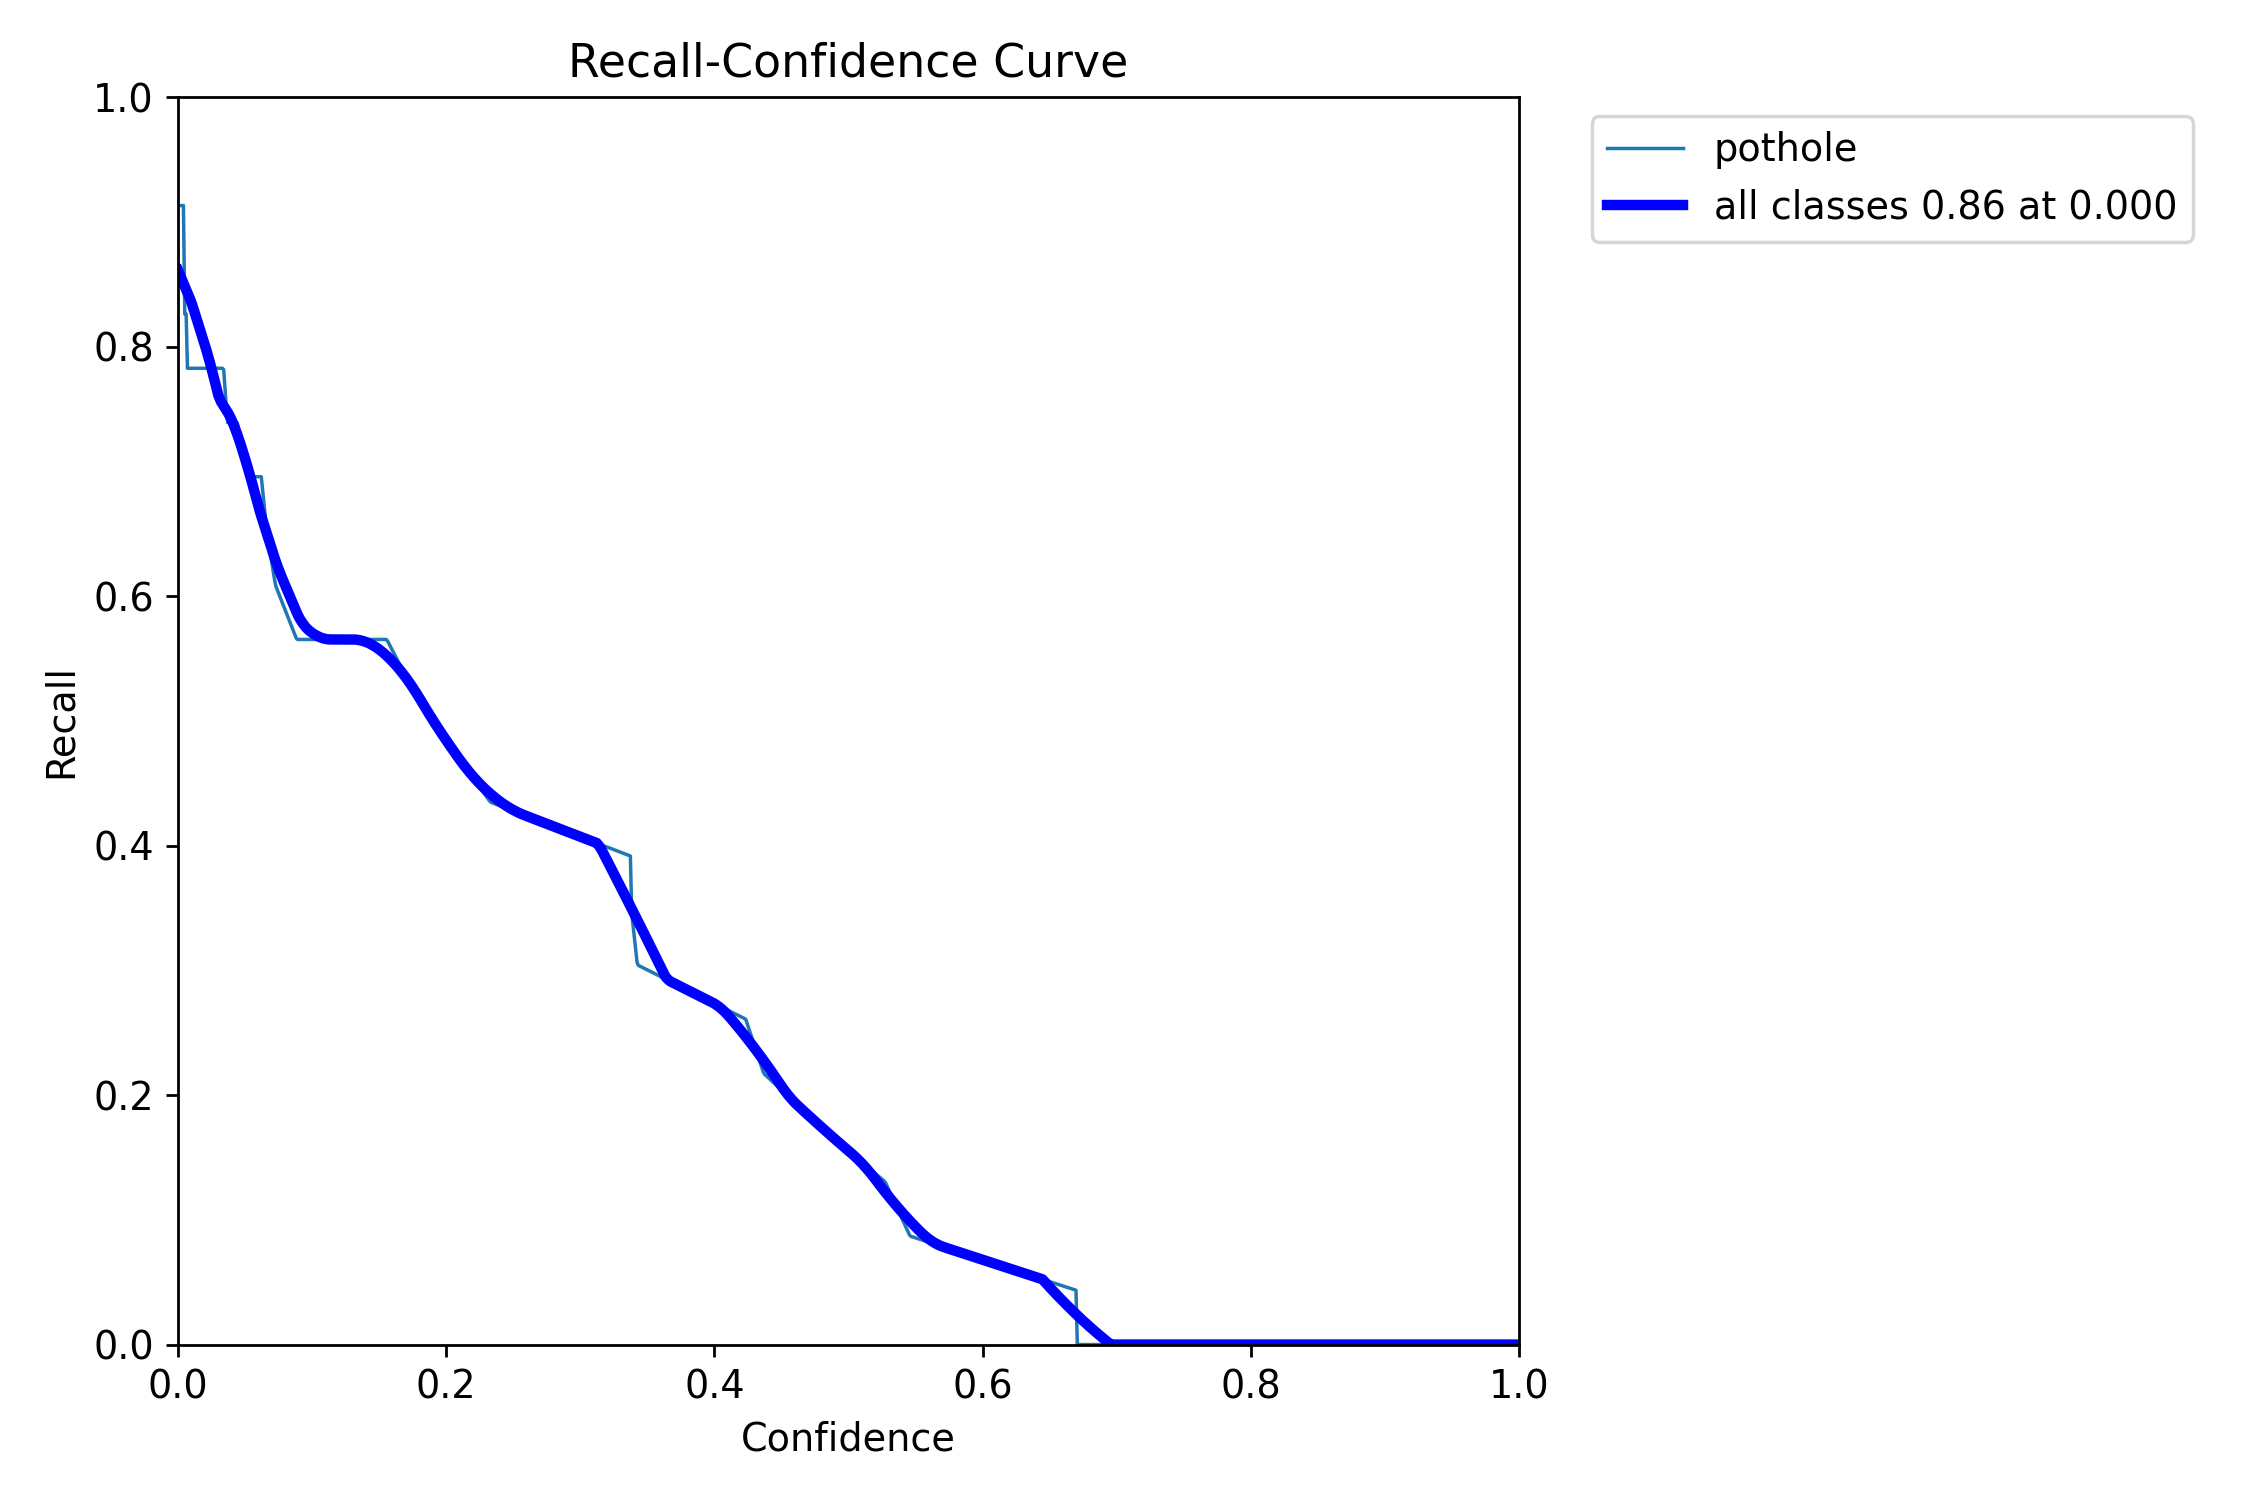 Recall-Confidence Curve
1.0
0.8
0.6
0.4
0.2
0.0
Recall
0.0 0.2 0.4 0.6 0.8 1.0
Confidence
pothole
all classes 0.86 at 0.000